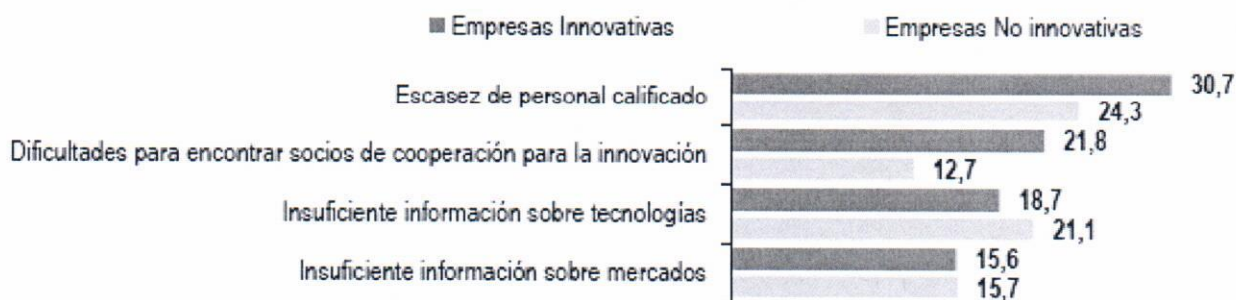 Empresas Innovativas Empresas No innovativas
Escasez de personal calificado 30,7
24,3
Dificultades para encontrar socios de cooperación para la innovación 21,8
12,7
Insuficiente información sobre tecnologías 18,7
21,1
Insuficiente información sobre mercados 15,6
15,7